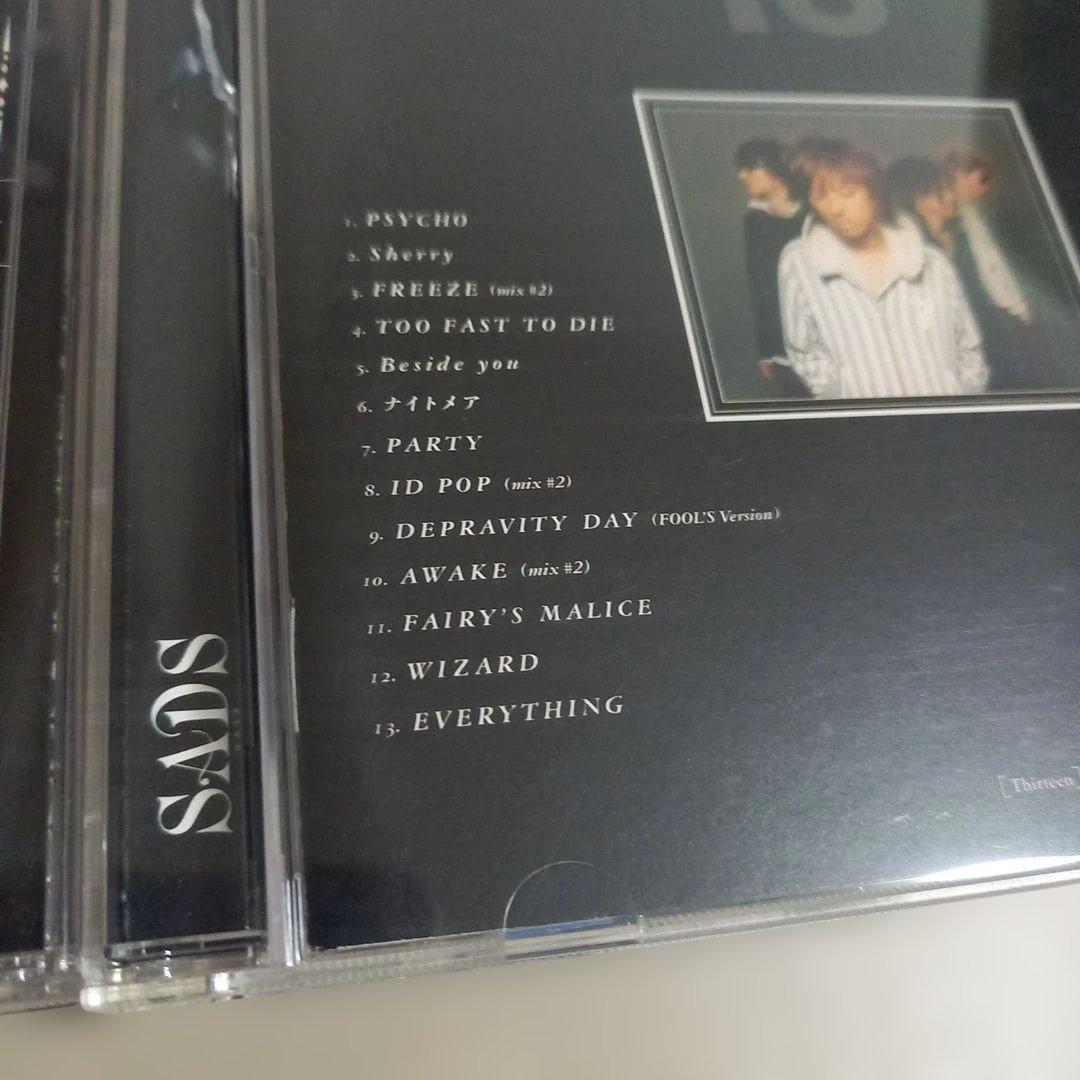 13
1. PSYCHO
2. Sherry
3. FREEZE (mix #2)
4. TOO FAST TO DIE
5. Beside you
6. ナイトメア
7. PARTY
8. ID POP (mix #2)
9. DEPRAVITY DAY (FOOL'S Version)
10. AWAKE (mix #2)
11. FAIRY'S MALICE
12. WIZARD
13. EVERYTHING
[Thirteen]
SADS